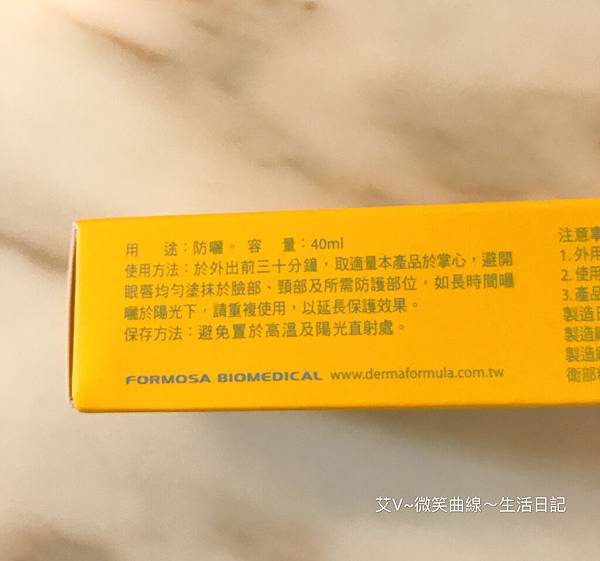 用　途：防曬。 容　量：40ml
使用方法：於外出前三十分鐘，取適量本產品於掌心，避開
眼唇均勻塗抹於臉部、頸部及所需防護部位，如長時間曝
曬於陽光下，請重複使用，以延長保護效果。
保存方法：避免置於高溫及陽光直射處。
FORMOSA BIOMEDICAL www.dermaformula.com.tw
注意事
1.外用
2.使用
3.產品
製造日
製造廠
製造
衛部
艾V~微笑曲線～生活日記